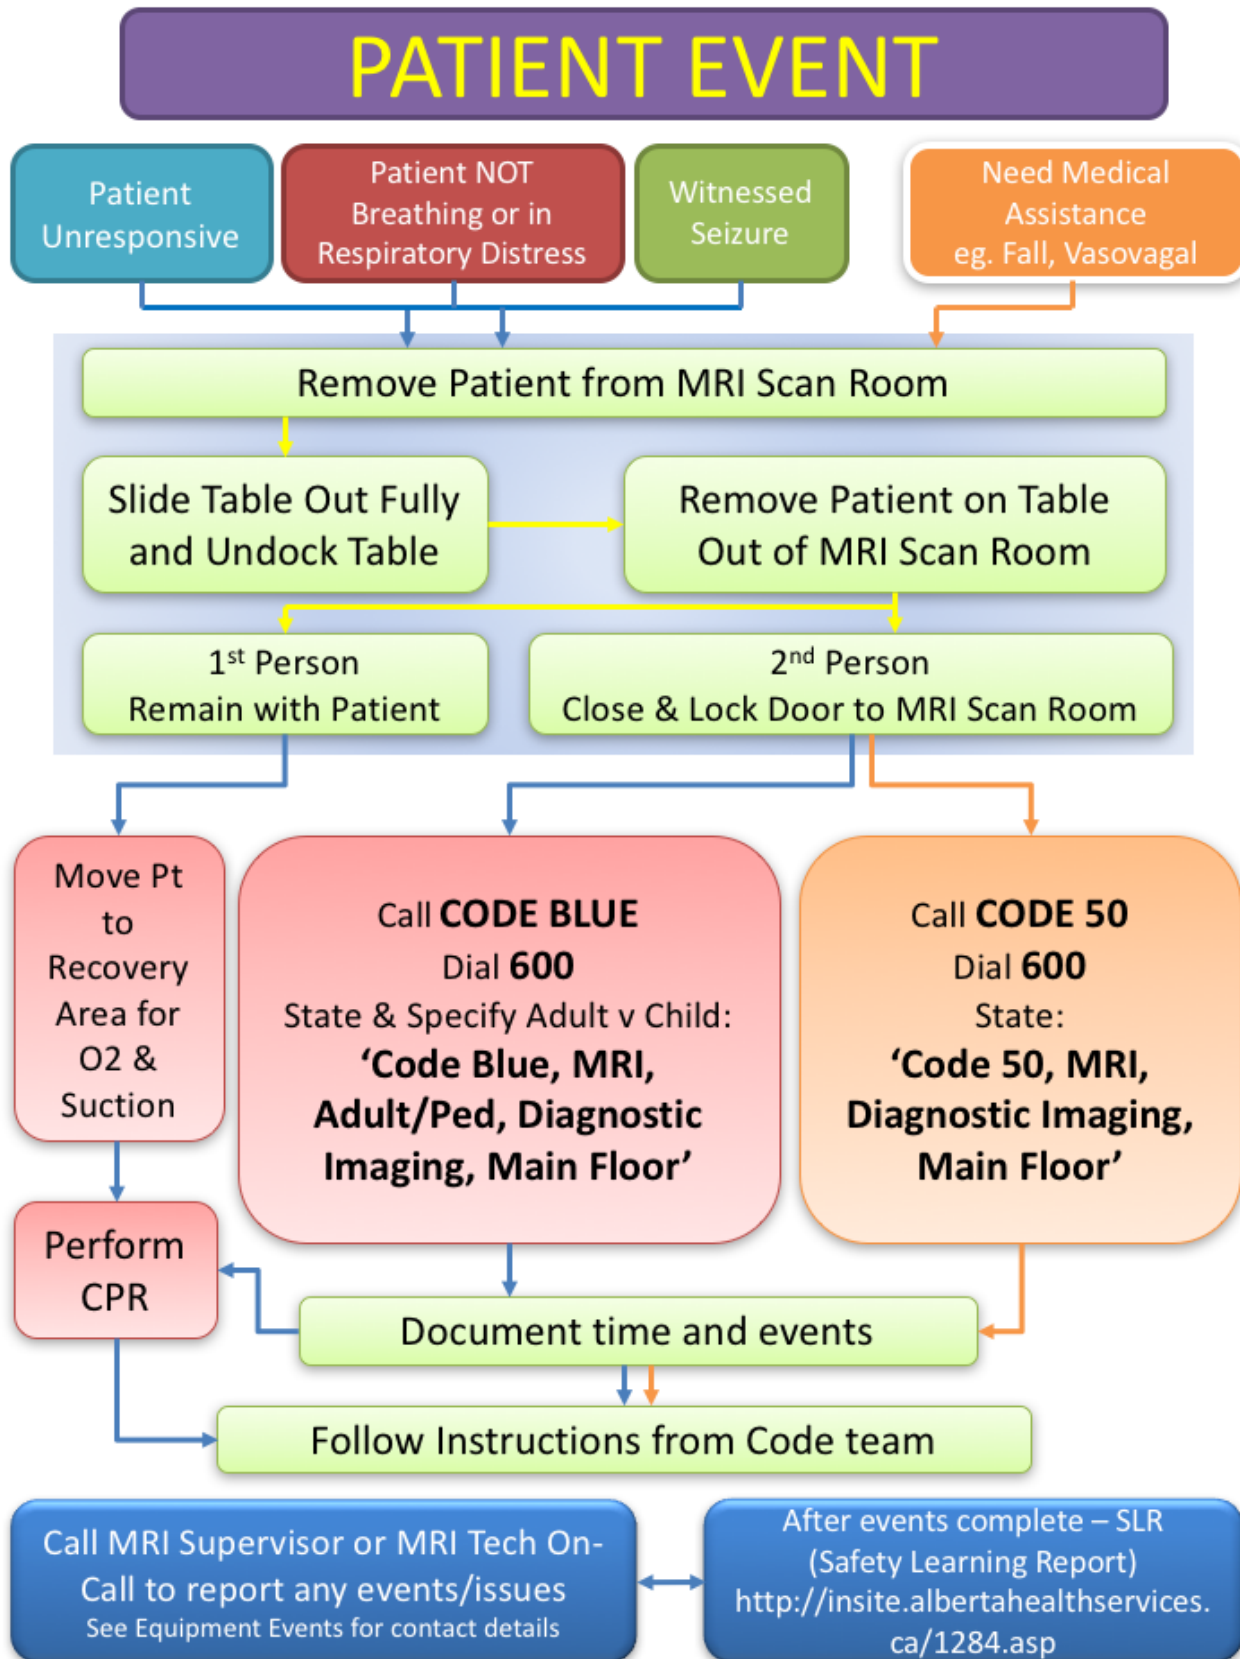 PATIENT EVENT
Patient
Unresponsive
Patient NOT
Breathing or in
Respiratory Distress
Witnessed
Seizure
Need Medical
Assistance
eg. Fall, Vasovagal
Remove Patient from MRI Scan Room
Slide Table Out Fully
and Undock Table
Remove Patient on Table
Out of MRI Scan Room
1st Person
Remain with Patient
2nd Person
Close & Lock Door to MRI Scan Room
Move Pt
to
Recovery
Area for
O2 &
Suction
Call CODE BLUE
Dial 600
State & Specify Adult v Child:
‘Code Blue, MRI,
Adult/Ped, Diagnostic
Imaging, Main Floor’
Call CODE 50
Dial 600
State:
‘Code 50, MRI,
Diagnostic Imaging,
Main Floor’
Perform
CPR
Document time and events
Follow Instructions from Code team
Call MRI Supervisor or MRI Tech On-
Call to report any events/issues
See Equipment Events for contact details
After events complete – SLR
(Safety Learning Report)
http://insite.albertahealthservices.
ca/1284.asp